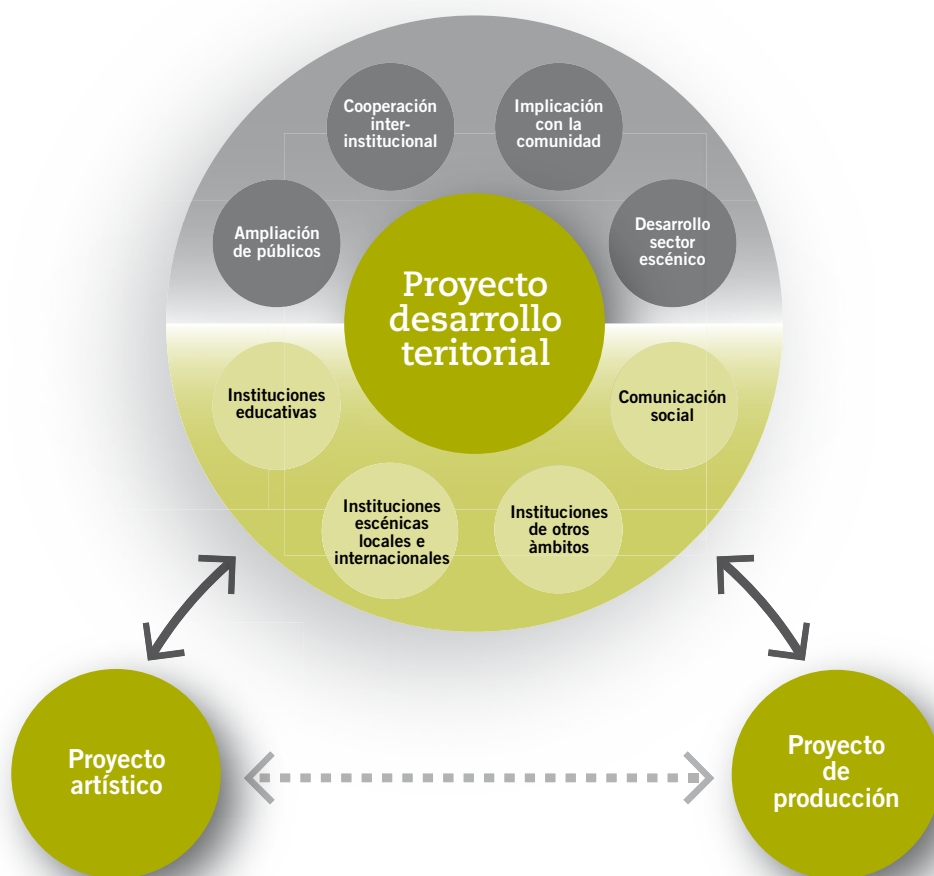 Cooperación
inter-
institucional
Implicación
con la
comunidad
Ampliación
de públicos
Desarrollo
sector
escénico
Proyecto
desarrollo
teritorial
Instituciones
educativas
Comunicación
social
Instituciones
escénicas
locales e
internacionales
Instituciones
de otros
àmbitos
Proyecto
artístico
Proyecto
de
producción